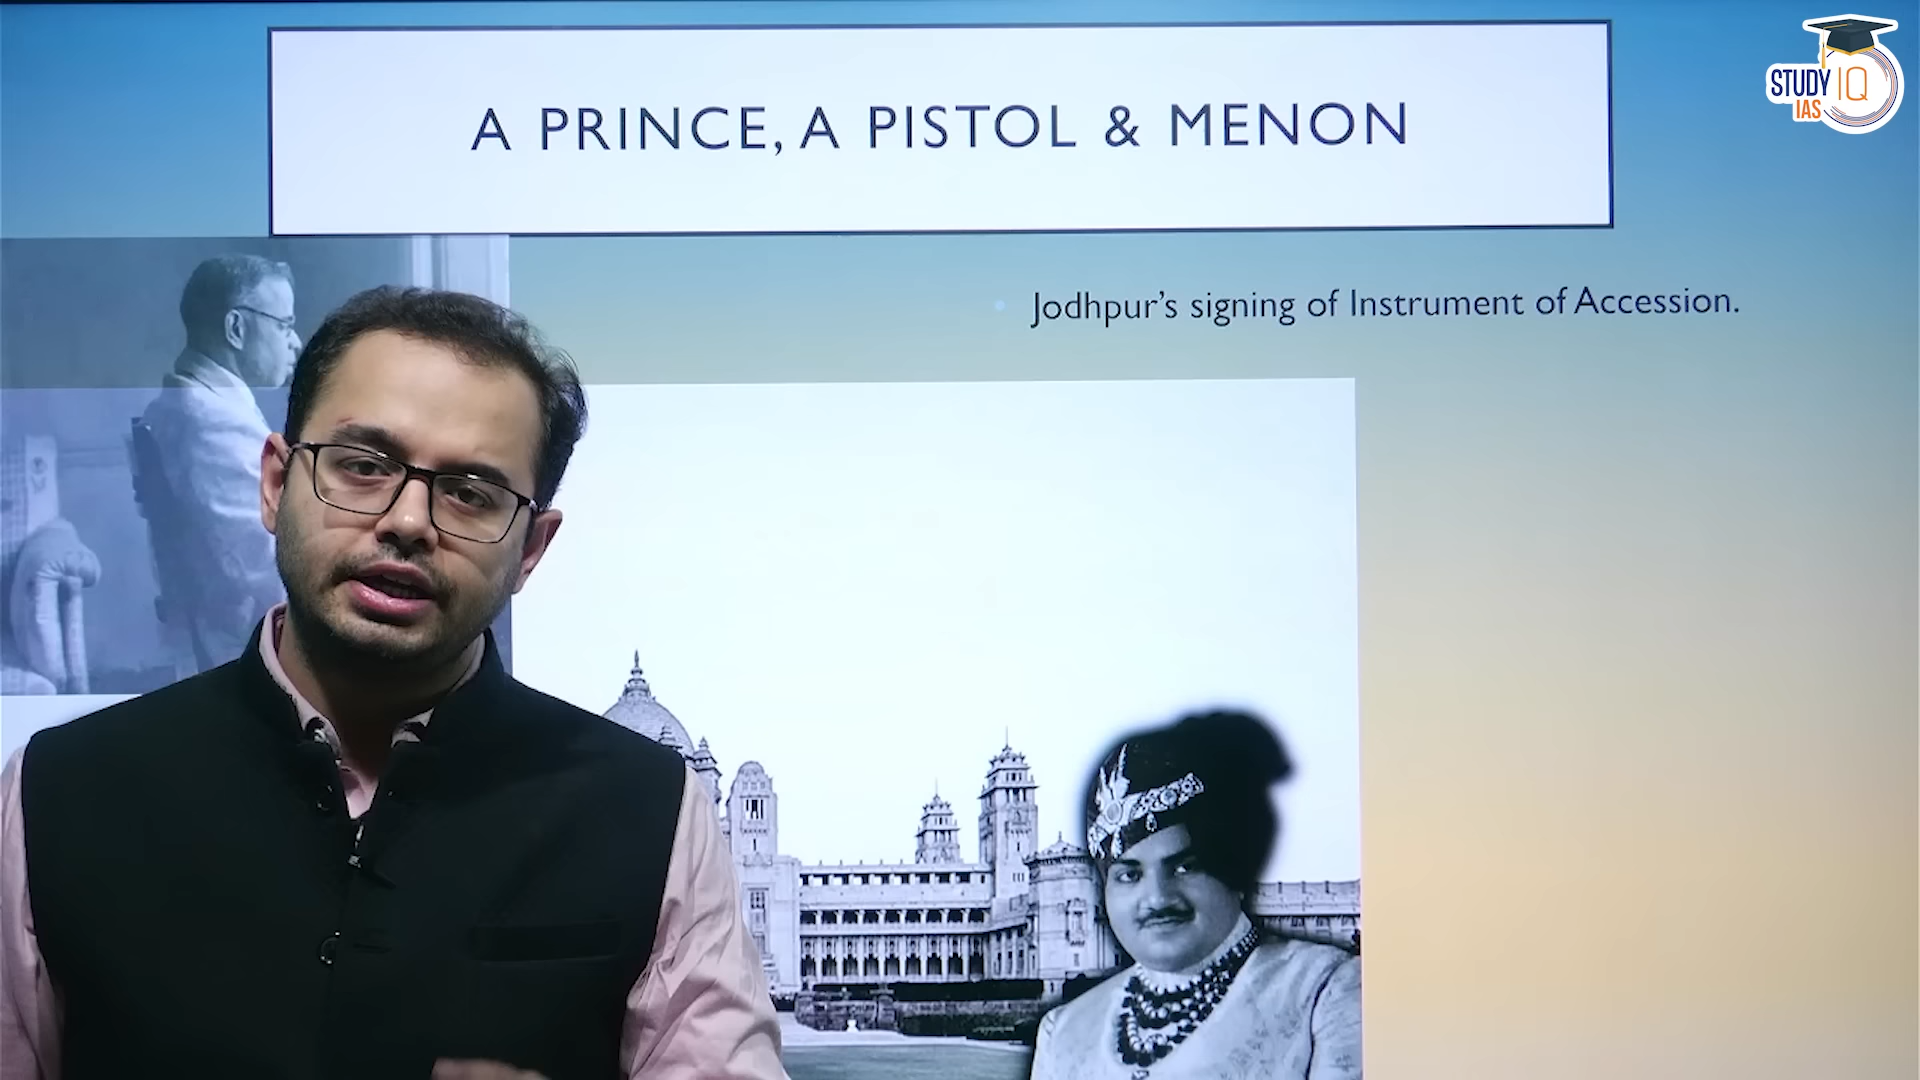 A PRINCE, A PISTOL & MENON
STUDY IQ
IAS
Jodhpur's signing of Instrument of Accession.